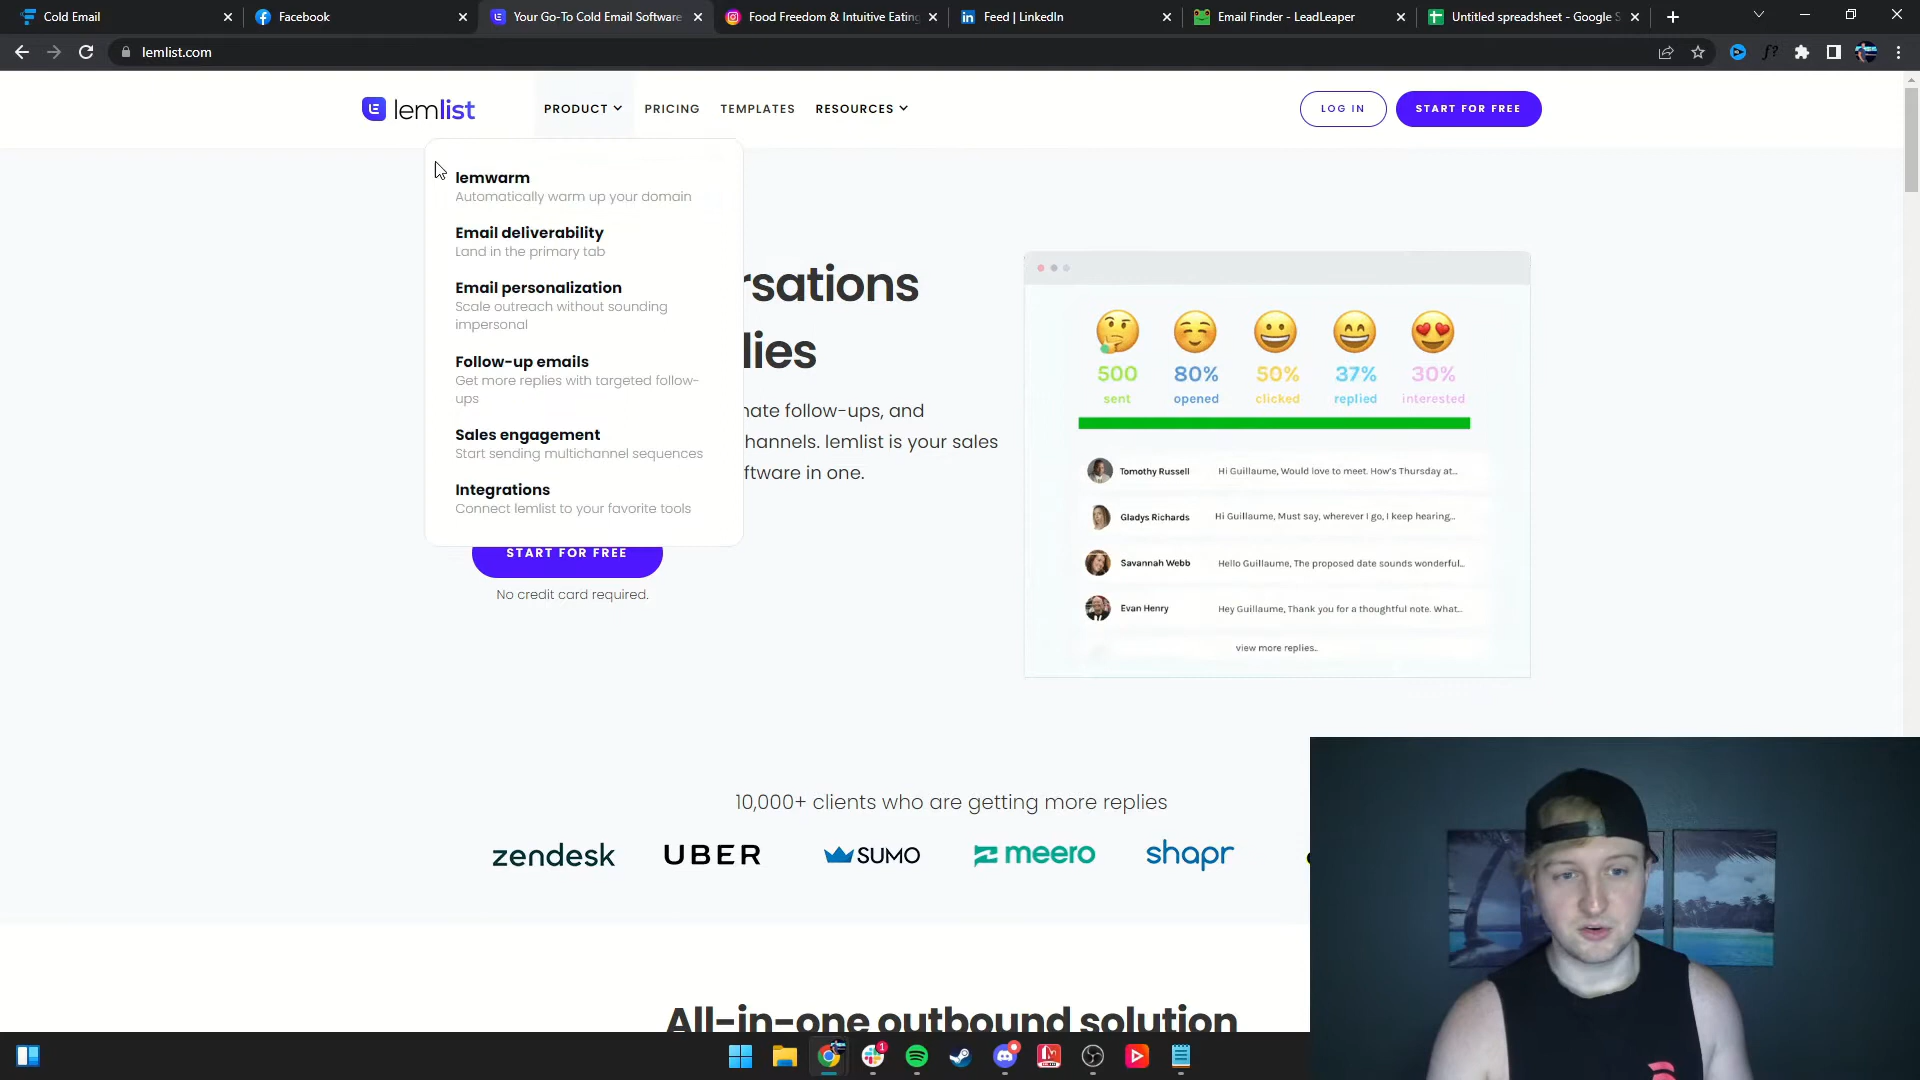 Cold Email
Facebook
Your Go-To Cold Email Software
Food Freedom & Intuitive Eating
Feed | LinkedIn
Email Finder - LeadLeaper
Untitled spreadsheet - Google S
lemlist.com
f?
lemlist
PRODUCT
PRICING
TEMPLATES
RESOURCES
LOG IN
START FOR FREE
lemwarm
Automatically warm up your domain
Email deliverability
Land in the primary tab
Email personalization
Scale outreach without sounding
impersonal
Follow-up emails
Get more replies with targeted follow-
ups
Sales engagement
Start sending multichannel sequences
Integrations
Connect lemlist to your favorite tools
rsations
lies
nate follow-ups, and
hannels. lemlist is your sales
ftware in one.
START FOR FREE
No credit card required.
500
80%
50%
37%
30%
sent
opened
clicked
replied
interested
Tomothy Russell
Hi Guillaume, Would love to meet. How's Thursday at...
Gladys Richards
Hi Guillaume, Must say, wherever I go, I keep hearing...
Savannah Webb
Hello Guillaume, The proposed date sounds wonderful...
Evan Henry
Hey Guillaume, Thank you for a thoughtful note. What...
view more replies..
10,000+ clients who are getting more replies
zendesk
UBER
SUMO
meero
shapr
All-in-one outbound solution
1